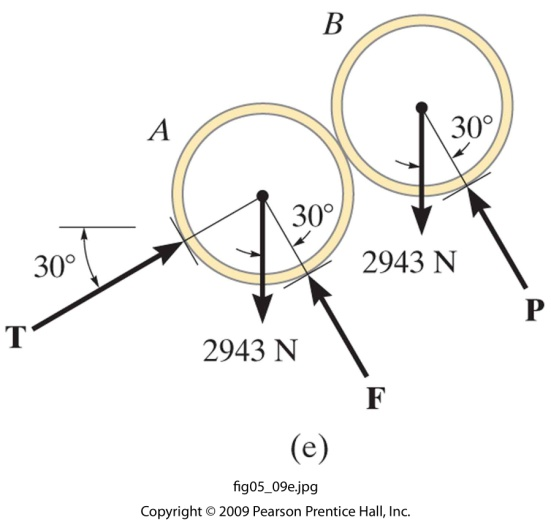 B
A
30°
30°
30°
2943 N
P
T
2943 N
F
(e)
fig05_09e.jpg
Copyright © 2009 Pearson Prentice Hall, Inc.